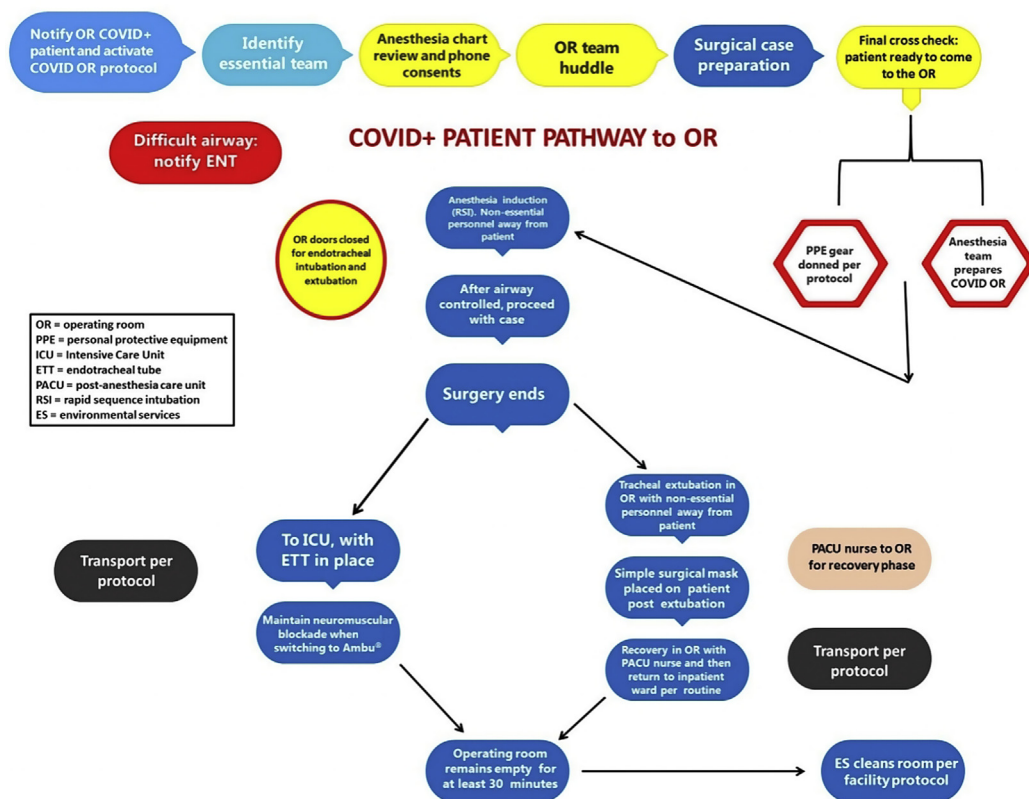 Notify OR COVID+
patient and activate
COVID OR protocol
Identify
essential team
Anesthesia chart
review and phone
consents
OR team
huddle
Surgical case
preparation
Final cross check:
patient ready to come
to the OR
Difficult airway:
notify ENT
COVID+ PATIENT PATHWAY to OR
PPE gear
donned per
protocol
Anesthesia
team
prepares
COVID OR
Anesthesia induction
(RSI). Non-essential
personnel away from
patient
OR doors closed
for endotracheal
intubation and
extubation
After airway
controlled, proceed
with case
OR = operating room
PPE = personal protective equipment
ICU = Intensive Care Unit
ETT = endotracheal tube
PACU = post-anesthesia care unit
RSI = rapid sequence intubation
ES = environmental services
Surgery ends
To ICU, with
ETT in place
Tracheal extubation in
OR with non-essential
personnel away from
patient
Transport per
protocol
PACU nurse to OR
for recovery phase
Simple surgical mask
placed on patient
post extubation
Maintain neuromuscular
blockade when
switching to Ambu®
Recovery in OR with
PACU nurse and then
return to inpatient
ward per routine
Transport per
protocol
Operating room
remains empty for
at least 30 minutes
ES cleans room per
facility protocol